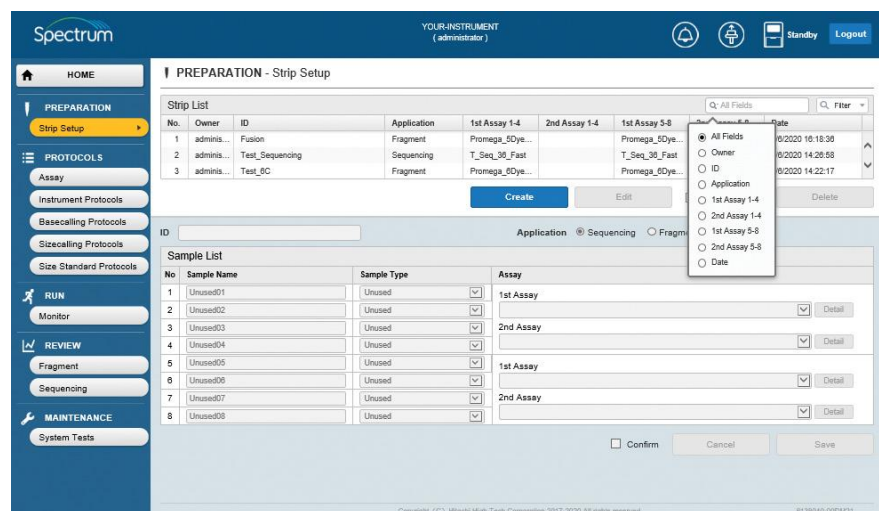 Spectrum
YOUR-INSTRUMENT
( administrator )
Standby
Logout
HOME
PREPARATION
Strip Setup
PROTOCOLS
Assay
Instrument Protocols
Basecalling Protocols
Sizecalling Protocols
Size Standard Protocols
RUN
Monitor
REVIEW
Fragment
Sequencing
MAINTENANCE
System Tests
PREPARATION - Strip Setup
Strip List
All Fields
Filter
No. Owner ID Application 1st Assay 1-4 2nd Assay 1-4 1st Assay 5-8 Date
1 adminis... Fusion Fragment Promega_5Dye... Promega_5Dye... /6/2020 16:18:36
2 adminis... Test_Sequencing Sequencing T_Seq_36_Fast T_Seq_36_Fast /6/2020 14:26:58
3 adminis... Test_6C Fragment Promega_6Dye... Promega_6Dye... /6/2020 14:22:17
All Fields
Owner
ID
Application
1st Assay 1-4
2nd Assay 1-4
1st Assay 5-8
2nd Assay 5-8
Date
Create Edit Delete
ID Application Sequencing Fragm
Sample List
No Sample Name Sample Type Assay
1 Unused01 Unused
2 Unused02 Unused
3 Unused03 Unused
4 Unused04 Unused
5 Unused05 Unused
6 Unused06 Unused
7 Unused07 Unused
8 Unused08 Unused
1st Assay
Detail
2nd Assay
Detail
1st Assay
Detail
2nd Assay
Detail
Confirm Cancel Save